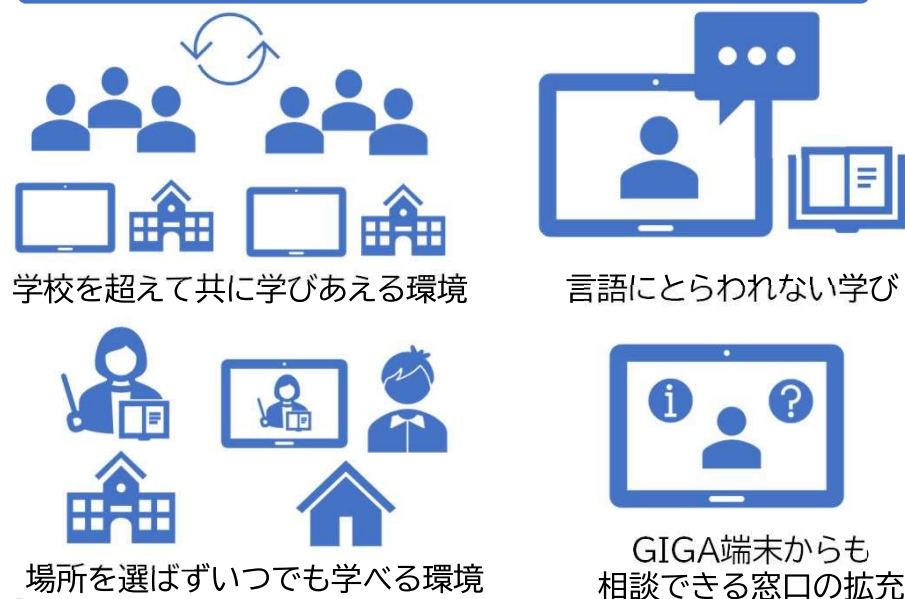 学校を超えて共に学びあえる環境
言語にとらわれない学び
場所を選ばずいつでも学べる環境
GIGA端末からも
相談できる窓口の拡充